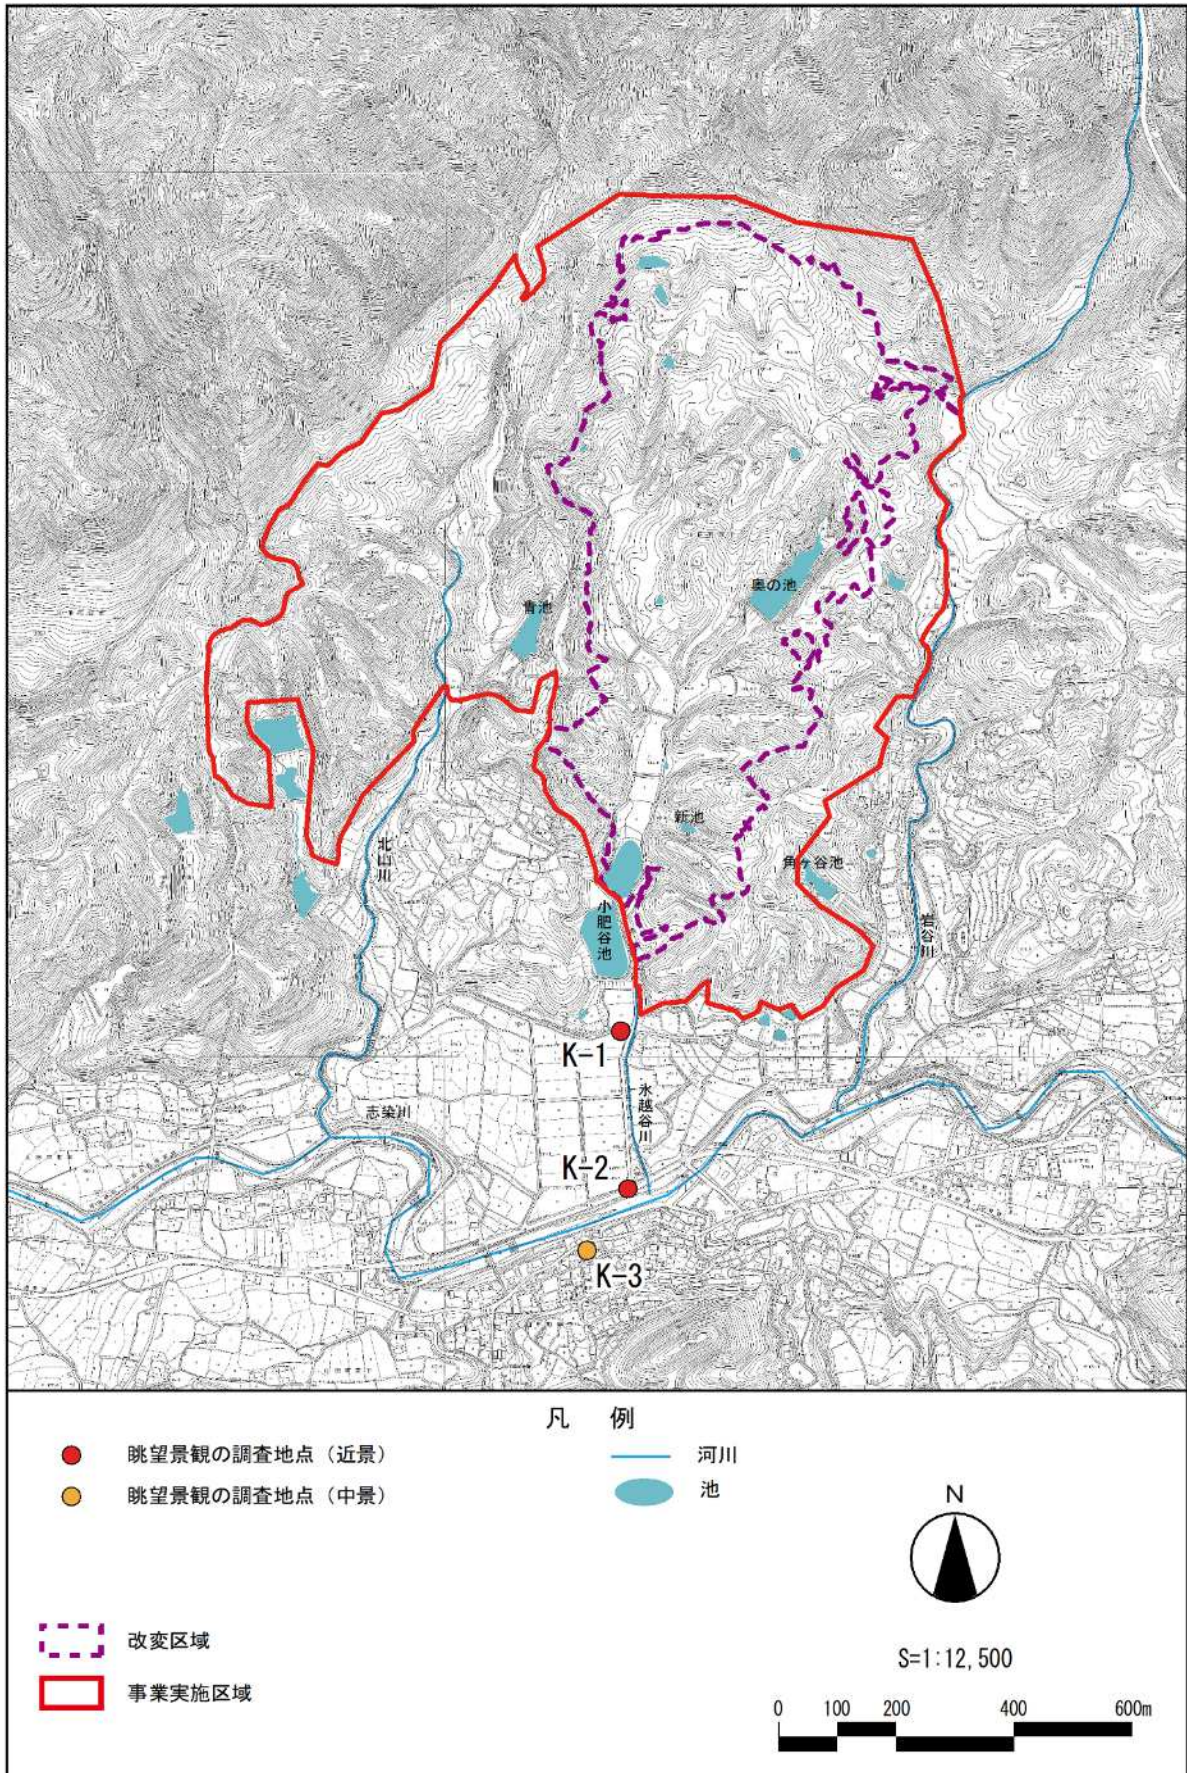 奥の池
青池
新池
角ヶ谷池
北山川
小肥谷池
岩谷川
K-1
志染川
水越谷川
K-2
K-3
凡 例
眺望景観の調査地点（近景）
河川
眺望景観の調査地点（中景）
池
N
改変区域
S=1:12,500
事業実施区域
0 100 200 400 600m